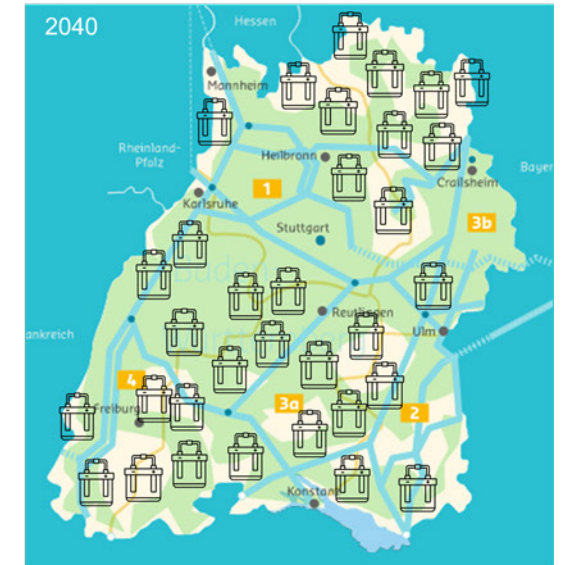 2040
Hessen
Mannheim
Rheinland-
Pfalz
Heilbronn
Bayer
Crailsheim
1
Karlsruhe
3b
Stuttgart
Baden
Reutlingen
ankreich
Ulm
4
3a
2
Freiburg
Konstanz